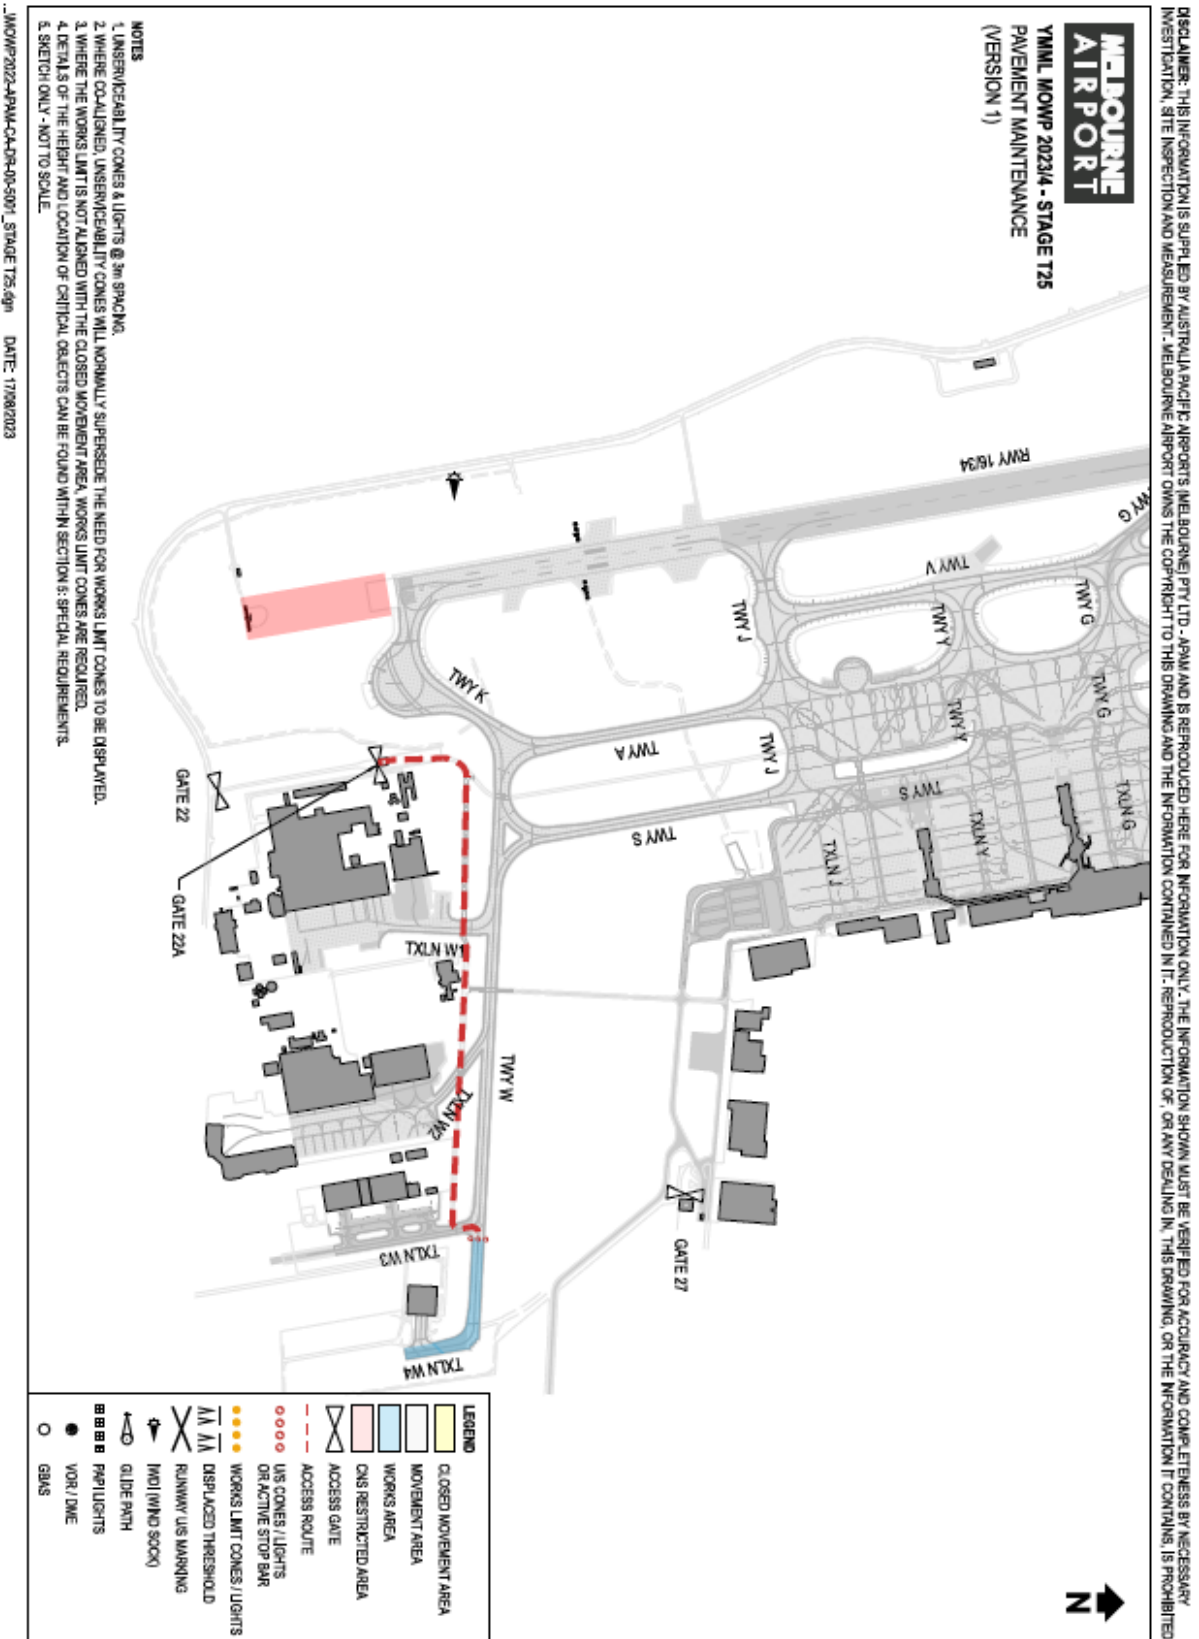 DISCLAIMER: THIS INFORMATION IS SUPPLIED BY AUSTRALIA PACIFIC AIRPORTS (MELBOURNE) PTY LTD - APAM AND IS REPRODUCED HERE FOR INFORMATION ONLY. THE INFORMATION SHOWN MUST BE VERIFIED FOR ACCURACY AND COMPLETENESS BY NECESSARY
INVESTIGATION, SITE INSPECTION AND MEASUREMENT. MELBOURNE AIRPORT OWNS THE COPYRIGHT TO THIS DRAWING AND THE INFORMATION CONTAINED IN IT. REPRODUCTION OF, OR ANY DEALING IN, THIS DRAWING, OR THE INFORMATION IT CONTAINS, IS PROHIBITED
MELBOURNE
AIRPORT
YMML MOWP 2023/4 - STAGE T25
PAVEMENT MAINTENANCE
(VERSION 1)
N
RWY 16/34
TWY G
TWY V
TWY G
TWY J
TWY Y
TWY G
TWY Y
TXLN G
TWY K
TWY A
TWY J
TWY S
TXLN Y
TWY S
TXLN J
GATE 22
GATE 22A
TXLN W1
TWY W
TXLN W2
TXLN W3
GATE 27
TXLN W4
NOTES
1. UNSERVICEABILITY CONES & LIGHTS @ 3m SPACING.
2. WHERE CO-ALIGNED, UNSERVICEABILITY CONES WILL NORMALLY SUPERSEDE THE NEED FOR WORKS LIMIT CONES TO BE DISPLAYED.
3. WHERE THE WORKS LIMIT IS NOT ALIGNED WITH THE CLOSED MOVEMENT AREA, WORKS LIMIT CONES ARE REQUIRED.
4. DETAILS OF THE HEIGHT AND LOCATION OF CRITICAL OBJECTS CAN BE FOUND WITHIN SECTION 5: SPECIAL REQUIREMENTS.
5. SKETCH ONLY - NOT TO SCALE.
LEGEND
CLOSED MOVEMENT AREA
MOVEMENT AREA
WORKS AREA
CNS RESTRICTED AREA
ACCESS GATE
ACCESS ROUTE
U/S CONES / LIGHTS
OR ACTIVE STOP BAR
WORKS LIMIT CONES / LIGHTS
DISPLACED THRESHOLD
RUNWAY U/S MARKING
IWDI (WIND SOCK)
GLIDE PATH
PAPI LIGHTS
VOR / DME
GBAS
...\MOWP2022-APAM-CA-DR-00-5001_STAGE T25.dgn DATE: 17/08/2023